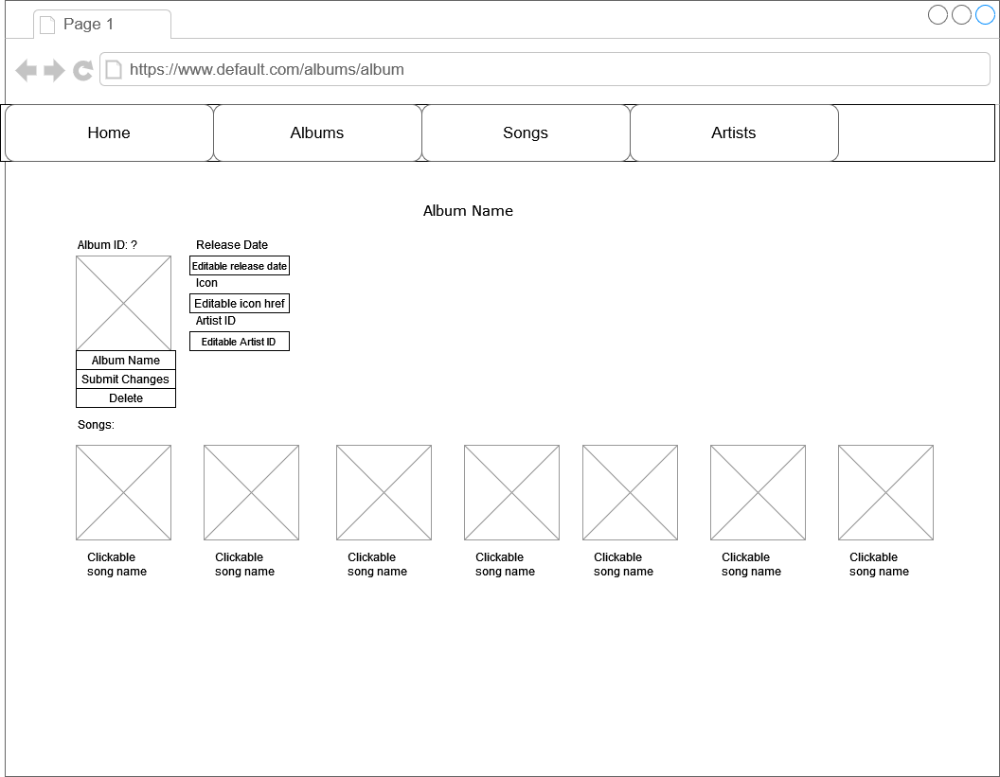 Page 1
https://www.default.com/albums/album
Home
Albums
Songs
Artists
Album Name
Album ID: ?
Release Date
Editable release date
Icon
Editable icon href
Artist ID
Editable Artist ID
Album Name
Submit Changes
Delete
Songs:
Clickable
song name
Clickable
song name
Clickable
song name
Clickable
song name
Clickable
song name
Clickable
song name
Clickable
song name